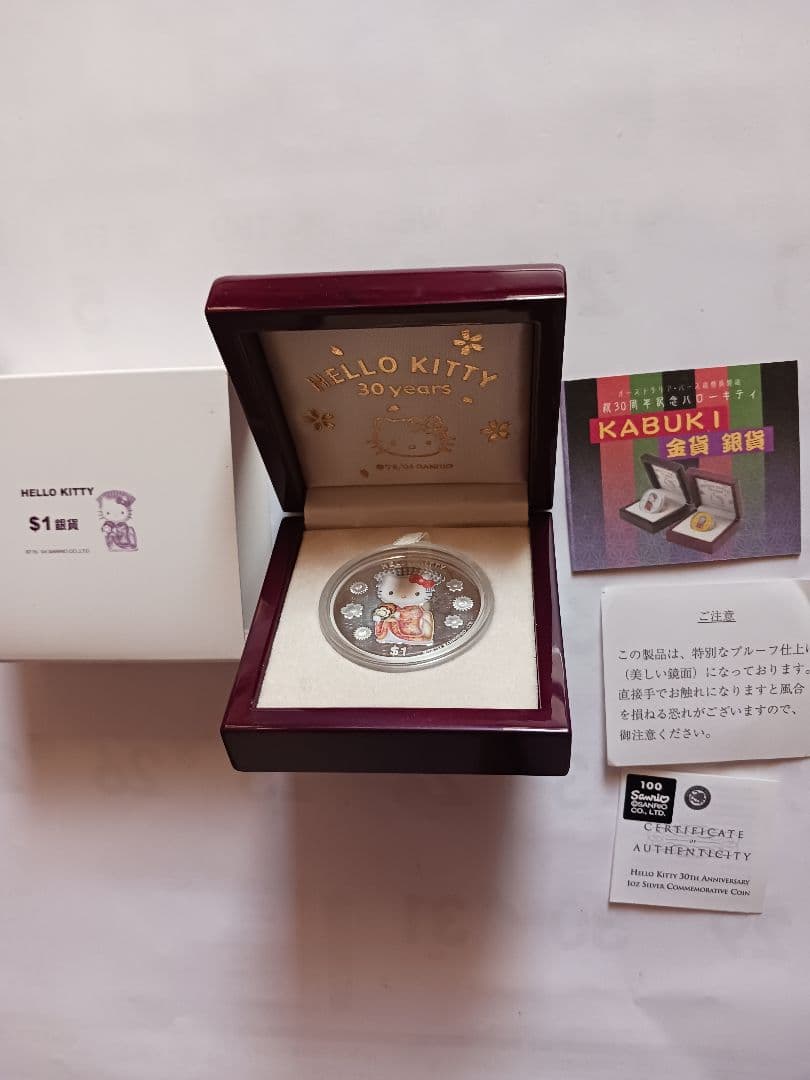 HELLO KITTY
30 years
©'76,'04 SANRIO
HELLO KITTY
$1 銀貨
HELLO KITTY
$1
オーストラリア・パース造幣局製造
祝30周年記念ハローキティ
KABUKI
金貨 銀貨
ご注意
この製品は、特別なプルーフ仕上げ
（美しい鏡面）になっております。
直接手でお触れになりますと風合
を損ねる恐れがございますので、
御注意ください。
100
Sanrio
©SANRIO
CO., LTD.
CERTIFICATE
OF
AUTHENTICITY
HELLO KITTY 30TH ANNIVERSARY
1OZ SILVER COMMEMORATIVE COIN